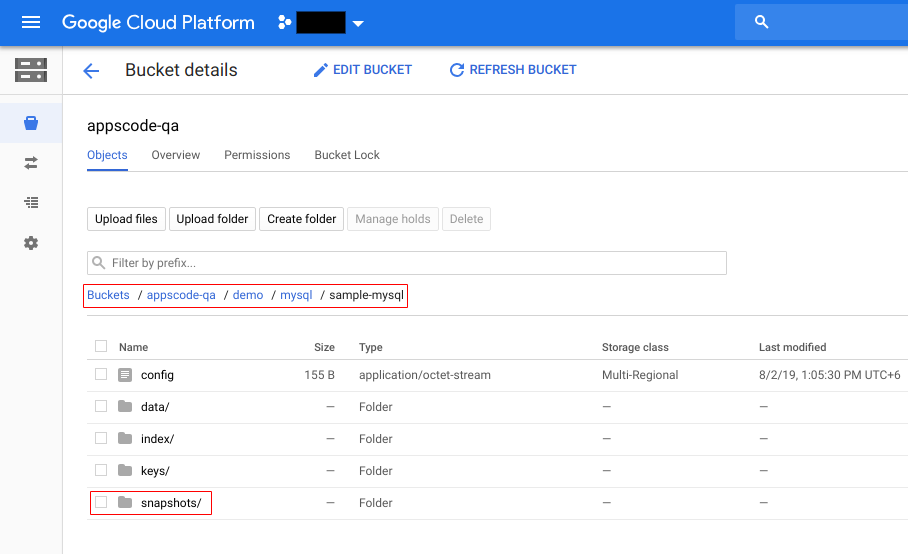 Google Cloud Platform
Bucket details EDIT BUCKET REFRESH BUCKET
appscode-qa
Objects Overview Permissions Bucket Lock
Upload files Upload folder Create folder Manage holds Delete
Filter by prefix...
Buckets / appscode-qa / demo / mysql / sample-mysql
Name Size Type Storage class Last modified
config 155 B application/octet-stream Multi-Regional 8/2/19, 1:05:30 PM UTC+6
data/ — Folder — —
index/ — Folder — —
keys/ — Folder — —
snapshots/ — Folder — —